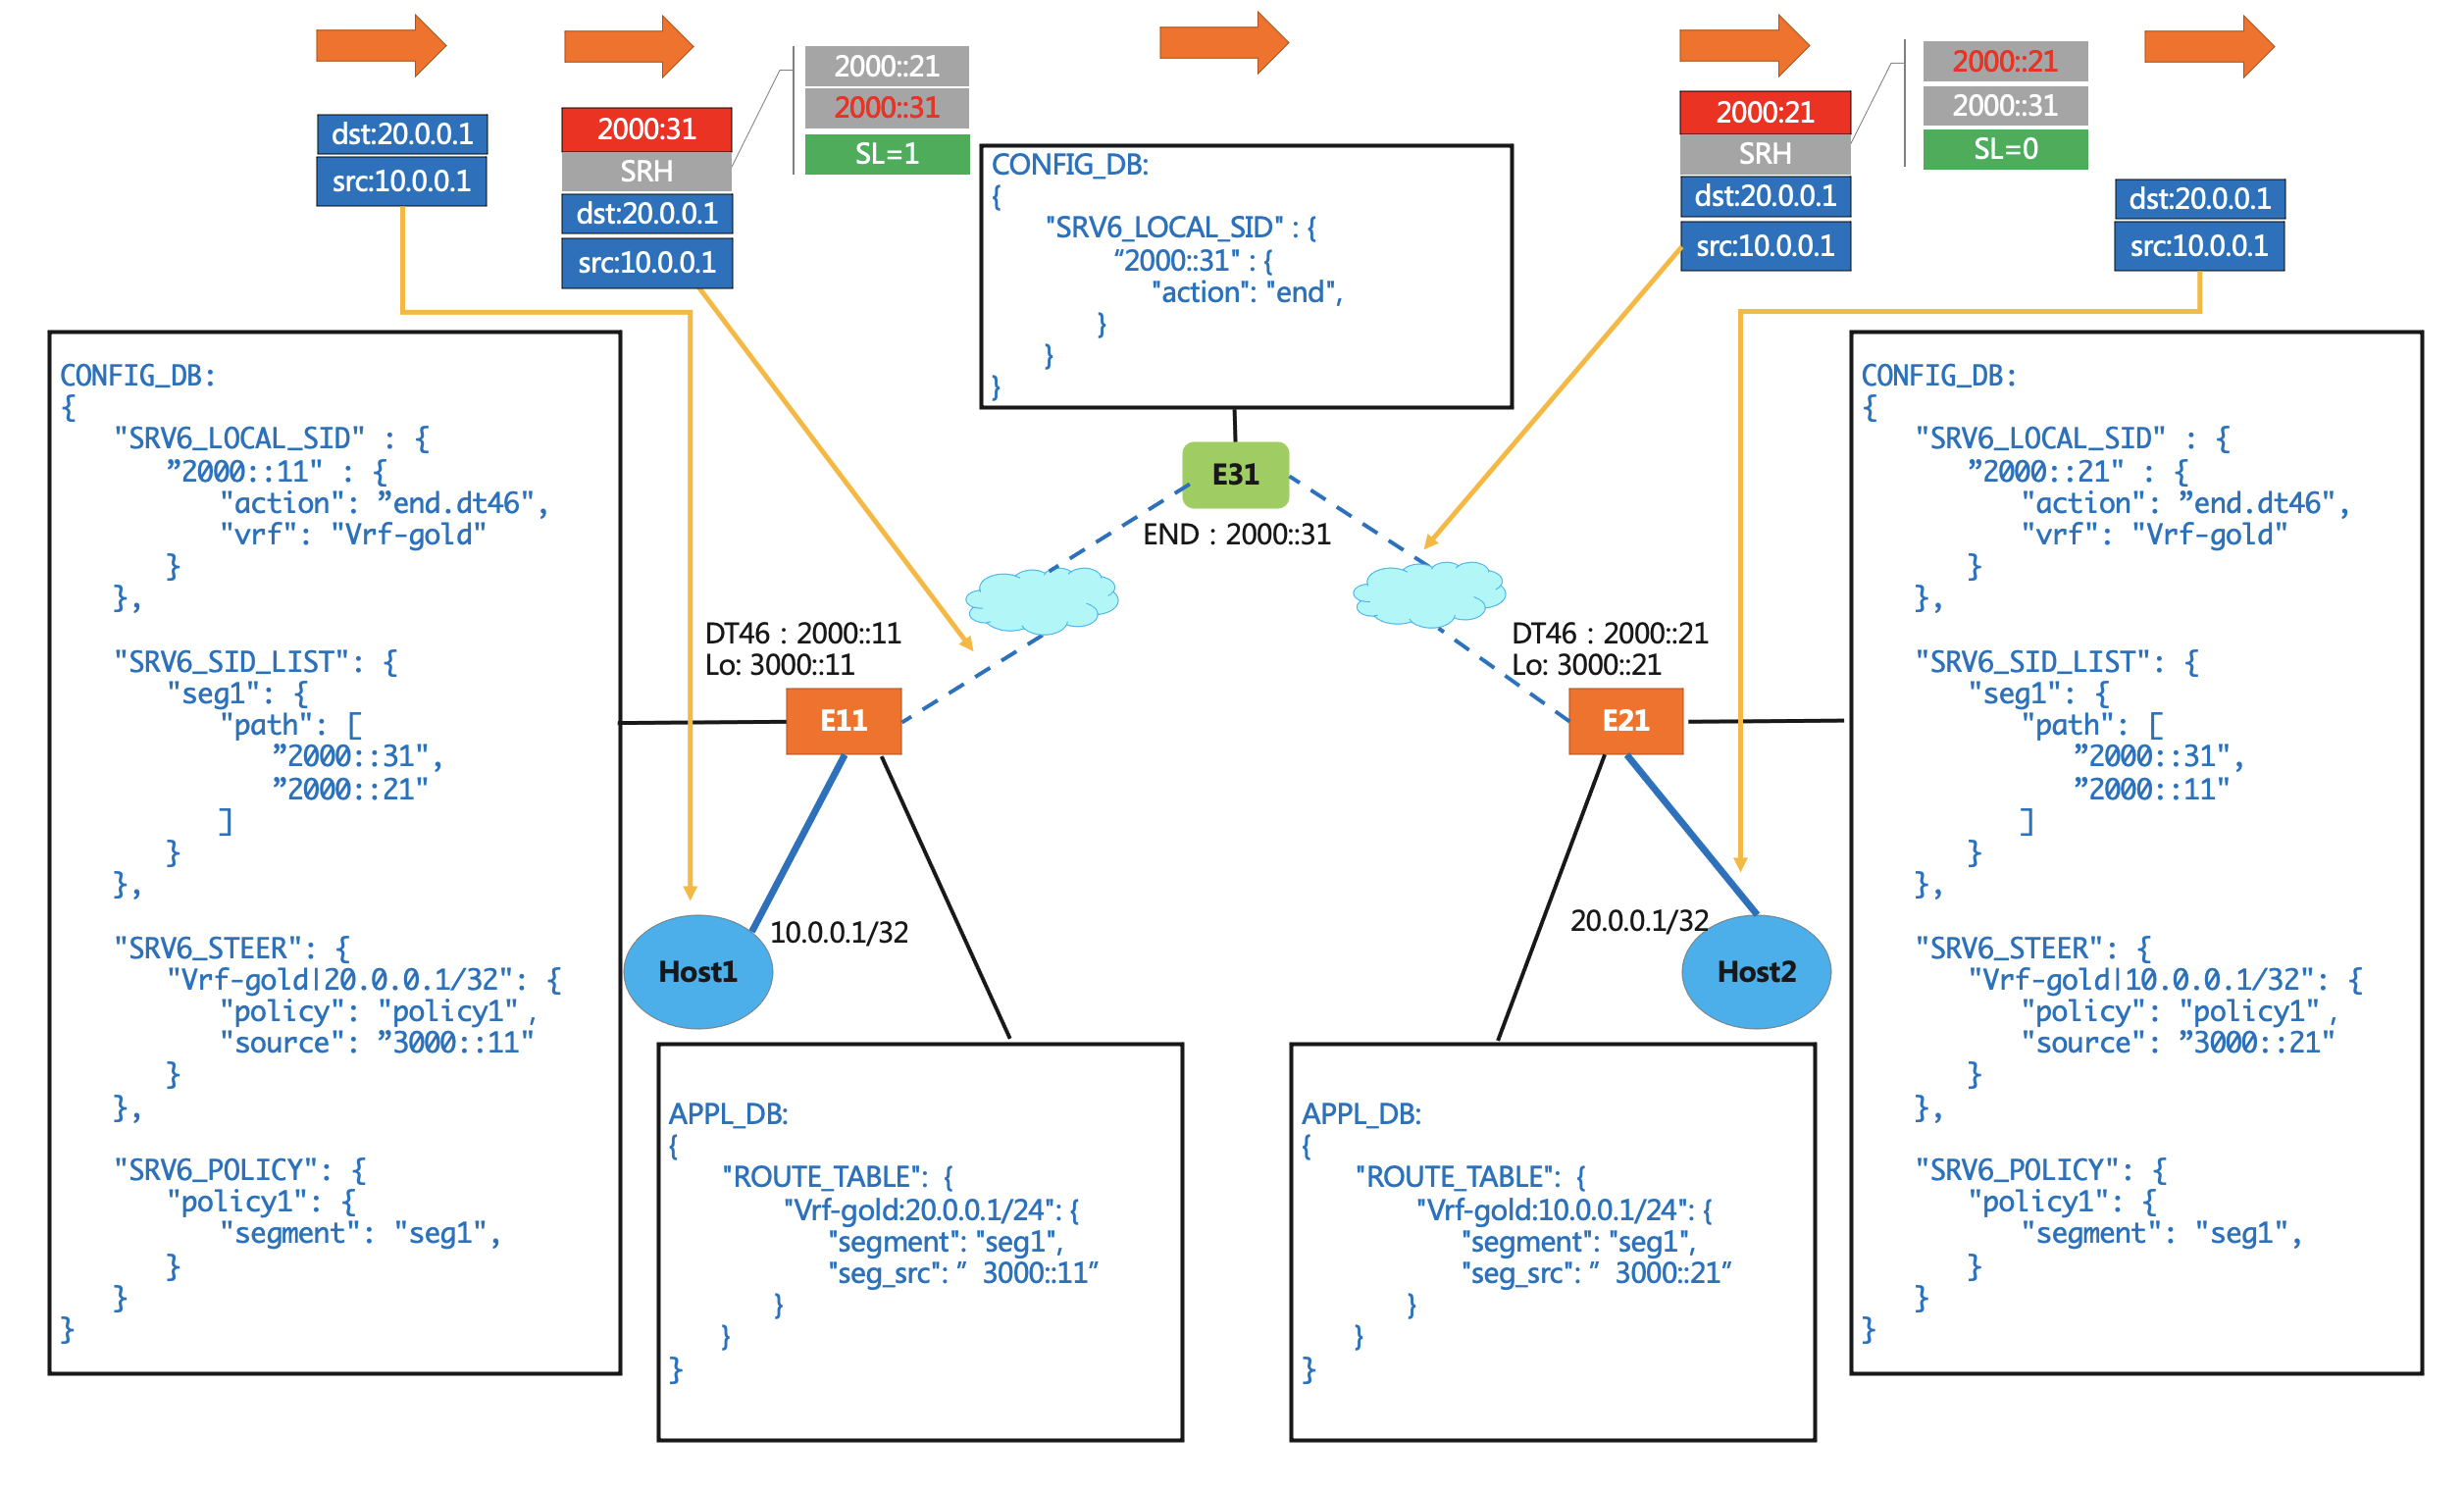 dst:20.0.0.1
src:10.0.0.1
2000:31
SRH
dst:20.0.0.1
src:10.0.0.1
2000::21
2000::31
SL=1
2000:21
SRH
dst:20.0.0.1
src:10.0.0.1
2000::21
2000::31
SL=0
dst:20.0.0.1
src:10.0.0.1
CONFIG_DB:
{
"SRV6_LOCAL_SID" : {
“2000::31" : {
"action": "end",
}
}
}
E31
END : 2000::31
CONFIG_DB:
{
"SRV6_LOCAL_SID" : {
”2000::11" : {
"action": ”end.dt46",
"vrf": "Vrf-gold"
}
},
"SRV6_SID_LIST": {
"seg1": {
"path": [
”2000::31",
”2000::21"
]
}
},
"SRV6_STEER": {
"Vrf-gold|20.0.0.1/32": {
"policy": "policy1",
"source": ”3000::11"
}
},
"SRV6_POLICY": {
"policy1": {
"segment": "seg1",
}
}
}
DT46 : 2000::11
Lo: 3000::11
E11
10.0.0.1/32
Host1
APPL_DB:
{
"ROUTE_TABLE": {
"Vrf-gold:20.0.0.1/24": {
"segment": "seg1",
"seg_src": ” 3000::11”
}
}
}
DT46 : 2000::21
Lo: 3000::21
E21
20.0.0.1/32
Host2
APPL_DB:
{
"ROUTE_TABLE": {
"Vrf-gold:10.0.0.1/24": {
"segment": "seg1",
"seg_src": ” 3000::21”
}
}
}
CONFIG_DB:
{
"SRV6_LOCAL_SID" : {
”2000::21" : {
"action": ”end.dt46",
"vrf": "Vrf-gold"
}
},
"SRV6_SID_LIST": {
"seg1": {
"path": [
”2000::31",
”2000::11"
]
}
},
"SRV6_STEER": {
"Vrf-gold|10.0.0.1/32": {
"policy": "policy1",
"source": ”3000::21"
}
},
"SRV6_POLICY": {
"policy1": {
"segment": "seg1",
}
}
}